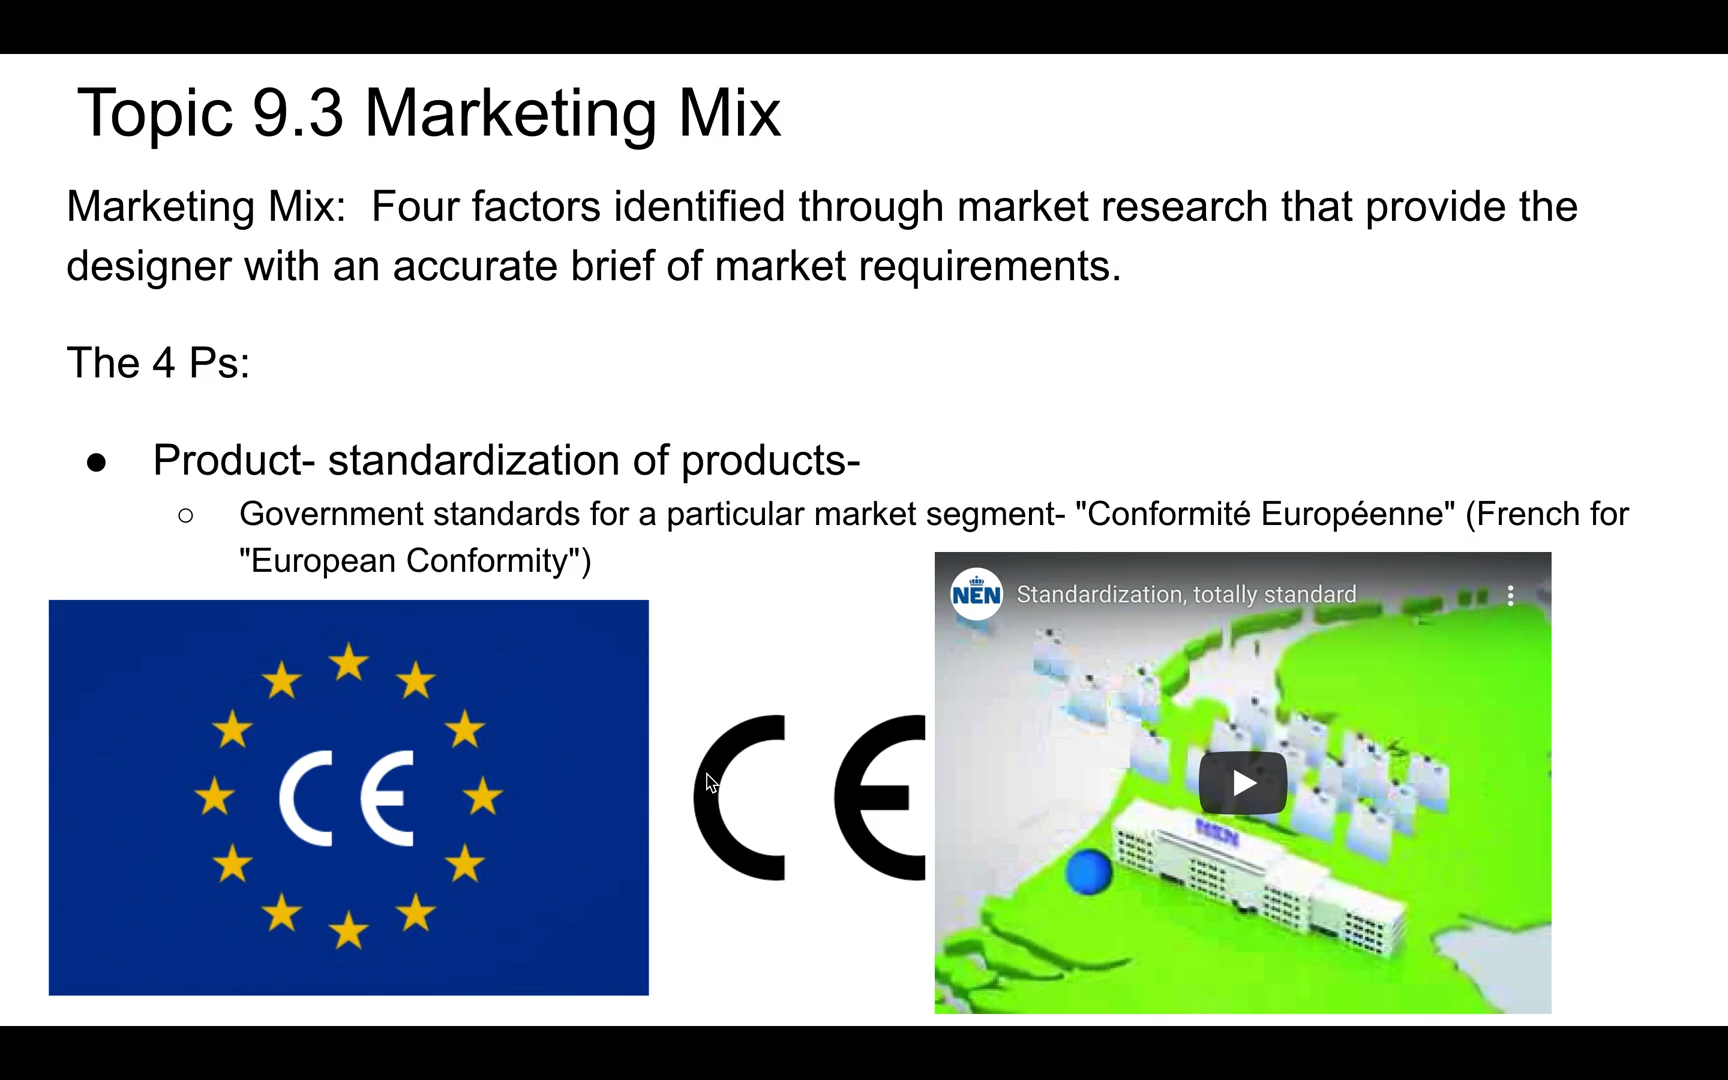 Topic 9.3 Marketing Mix
Marketing Mix:  Four factors identified through market research that provide the
designer with an accurate brief of market requirements.
The 4 Ps:
● Product- standardization of products-
○ Government standards for a particular market segment- "Conformité Européenne" (French for
"European Conformity")
NEN Standardization, totally standard
CE
CE
NEN